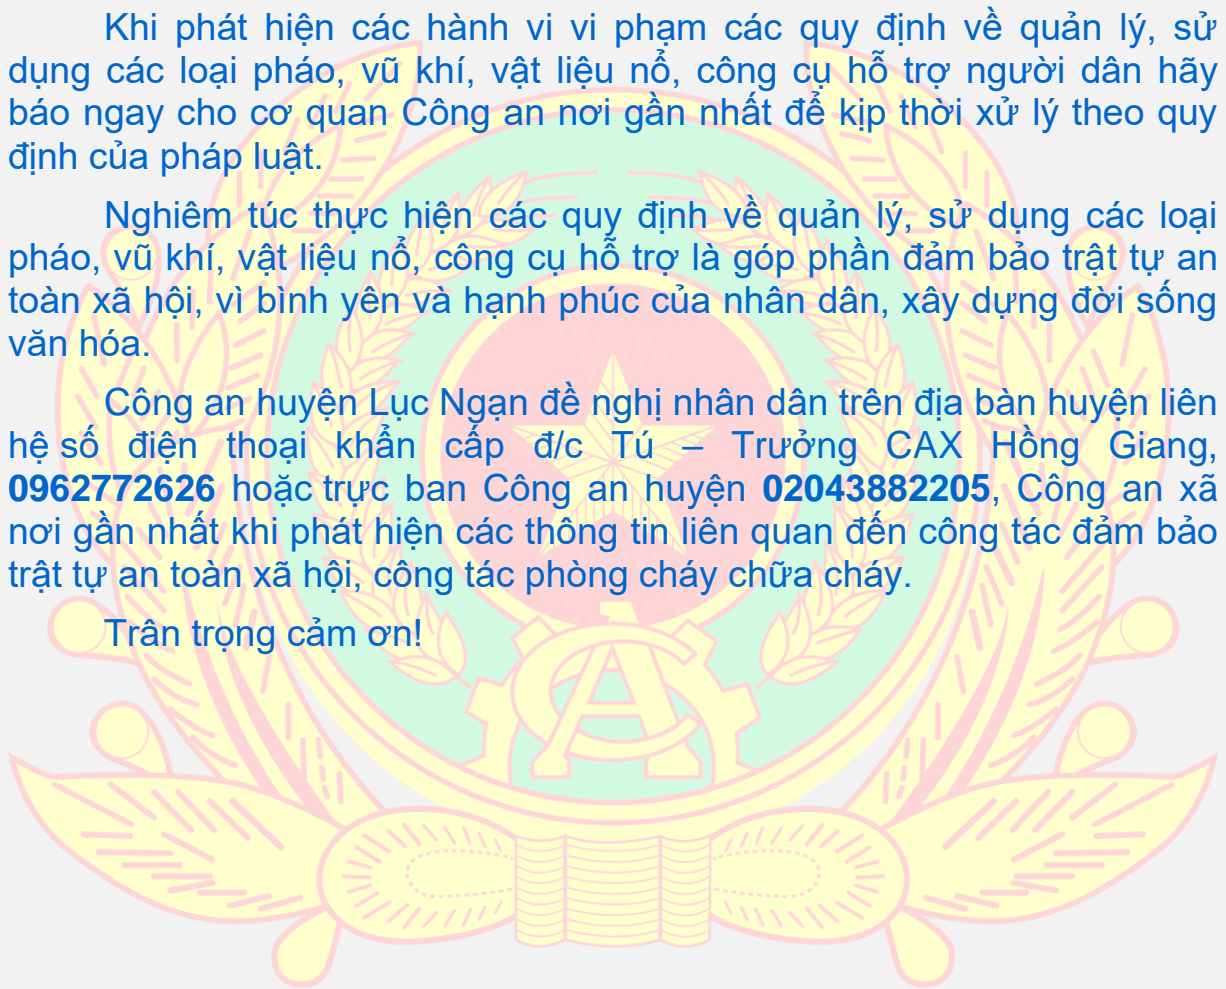 Khi phát hiện các hành vi vi phạm các quy định về quản lý, sử
dụng các loại pháo, vũ khí, vật liệu nổ, công cụ hỗ trợ người dân hãy
báo ngay cho cơ quan Công an nơi gần nhất để kịp thời xử lý theo quy
định của pháp luật.
Nghiêm túc thực hiện các quy định về quản lý, sử dụng các loại
pháo, vũ khí, vật liệu nổ, công cụ hỗ trợ là góp phần đảm bảo trật tự an
toàn xã hội, vì bình yên và hạnh phúc của nhân dân, xây dựng đời sống
văn hóa.
Công an huyện Lục Ngạn đề nghị nhân dân trên địa bàn huyện liên
hệ số điện thoại khẩn cấp đ/c Tú – Trưởng CAX Hồng Giang,
0962772626 hoặc trực ban Công an huyện 02043882205, Công an xã
nơi gần nhất khi phát hiện các thông tin liên quan đến công tác đảm bảo
trật tự an toàn xã hội, công tác phòng cháy chữa cháy.
Trân trọng cảm ơn!
CA